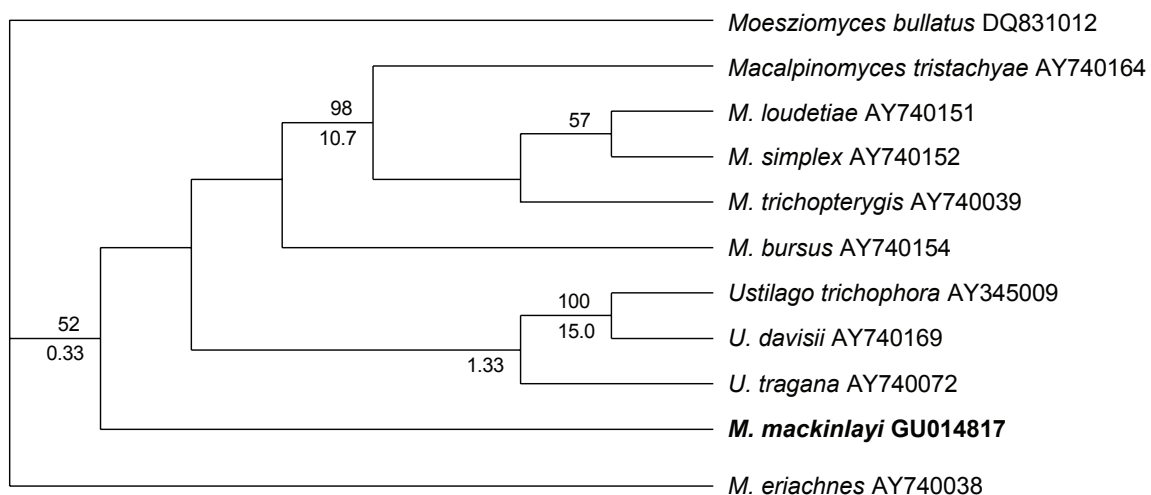 Moesziomyces bullatus DQ831012
Macalpinomyces tristachyae AY740164
98
10.7
57
M. loudetiae AY740151
M. simplex AY740152
M. trichopterygis AY740039
M. bursus AY740154
100
15.0
Ustilago trichophora AY345009
52
0.33
U. davisii AY740169
1.33
U. tragana AY740072
M. mackinlayi GU014817
M. eriachnes AY740038